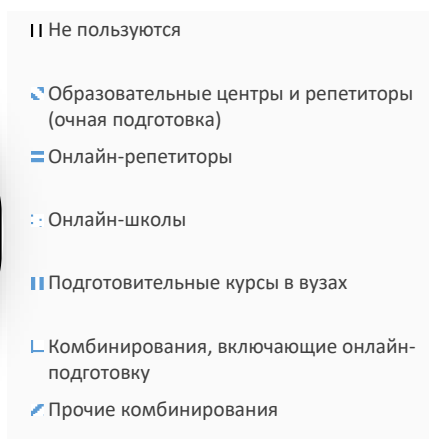 Не пользуются
Образовательные центры и репетиторы
(очная подготовка)
Онлайн-репетиторы
Онлайн-школы
Подготовительные курсы в вузах
Комбинирования, включающие онлайн-
подготовку
Прочие комбинирования